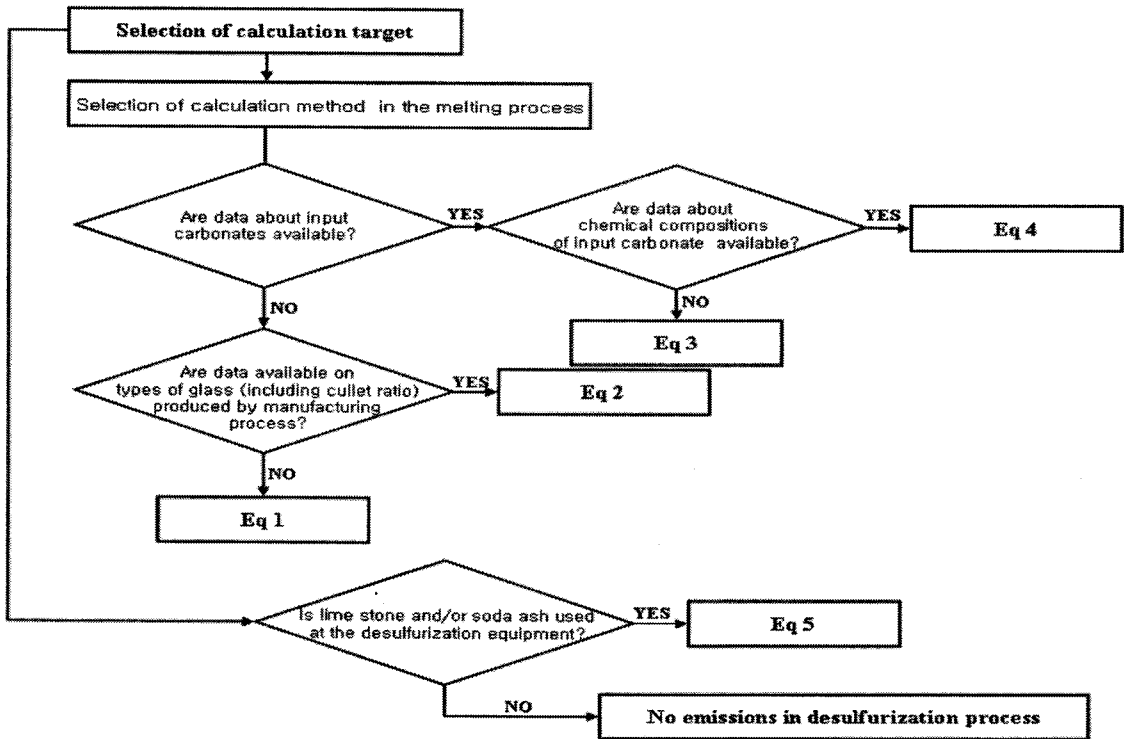 Selection of calculation target
Selection of calculation method in the melting process
Are data about input
carbonates available?
YES
Are data about
chemical compositions
of input carbonate available?
YES
Eq 4
NO
NO
Eq 3
Are data available on
types of glass (including cullet ratio)
produced by manufacturing
process?
YES
Eq 2
NO
Eq 1
Is lime stone and/or soda ash used
at the desulfurization equipment?
YES
Eq 5
NO
No emissions in desulfurization process